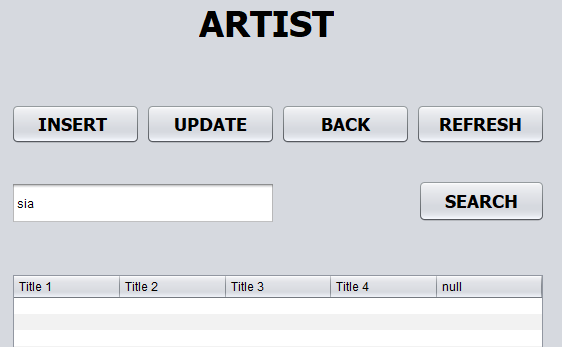 ARTIST
INSERT UPDATE BACK REFRESH
sia SEARCH
Title 1 Title 2 Title 3 Title 4 null